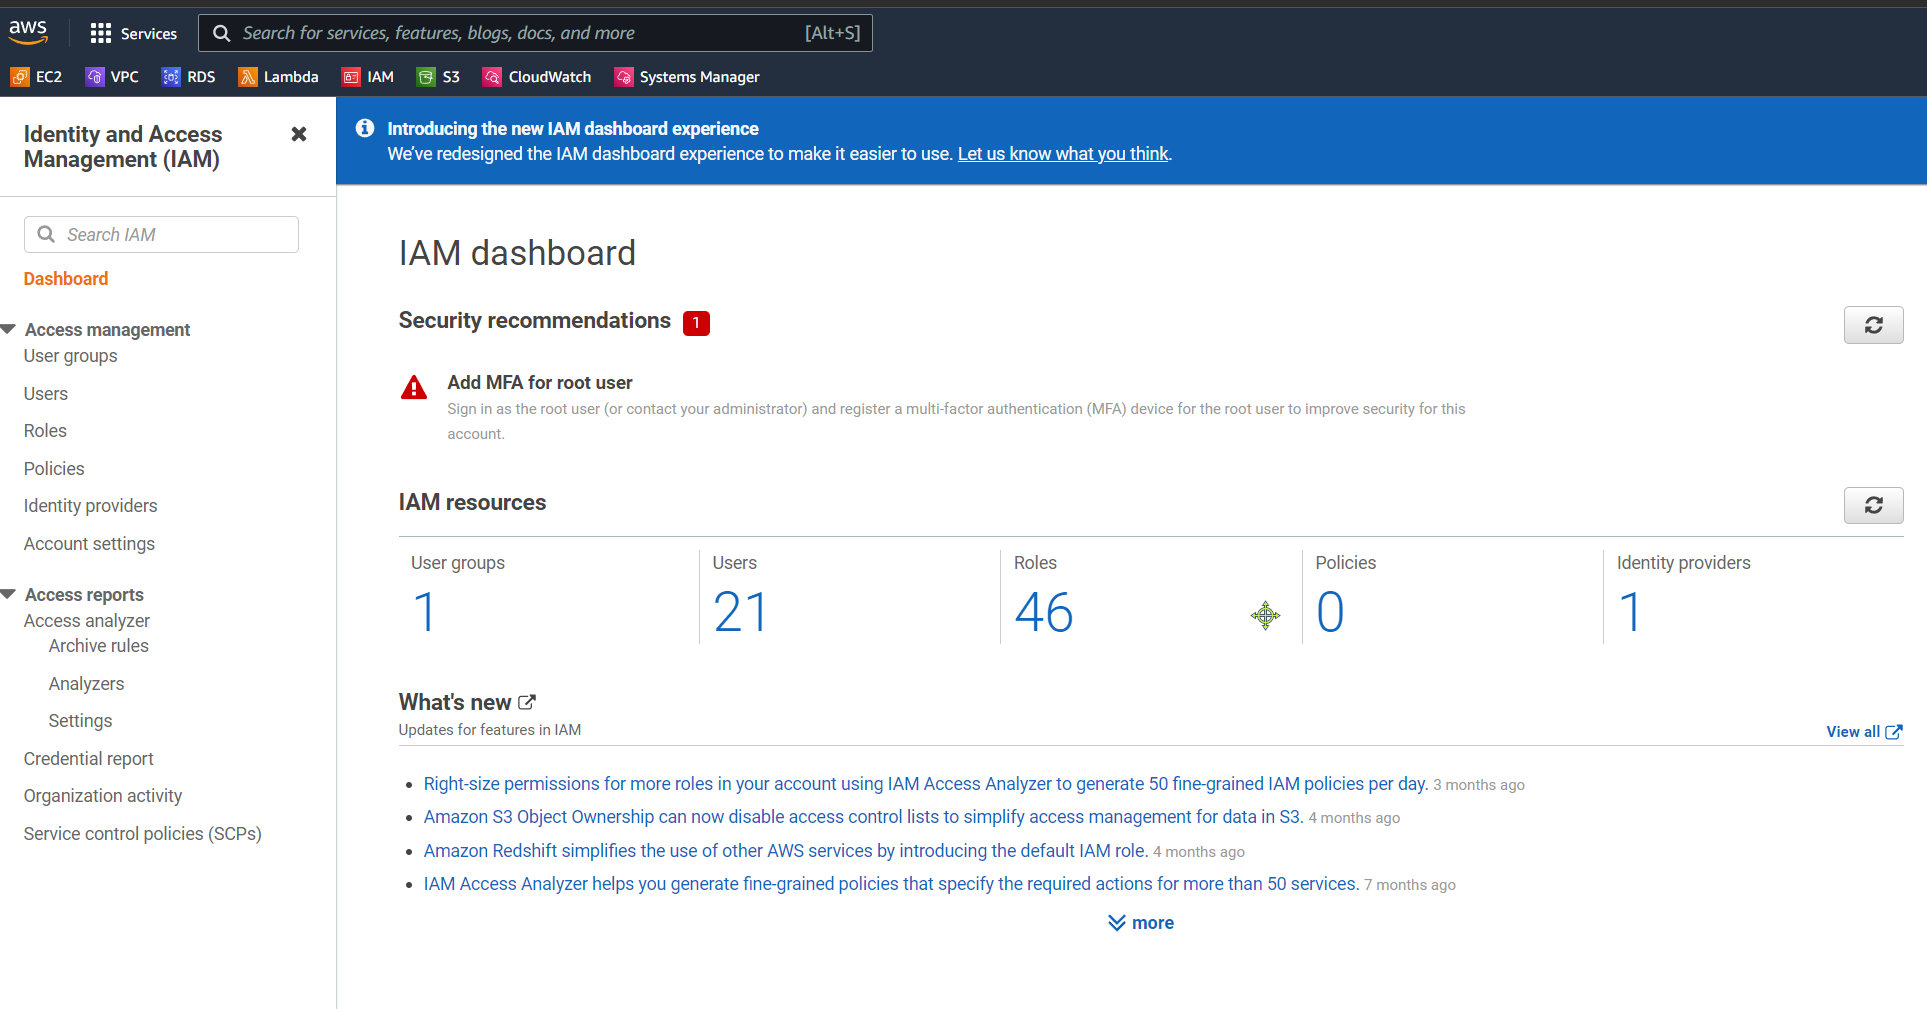 aws
Services
Search for services, features, blogs, docs, and more
[Alt+S]
EC2
VPC
RDS
Lambda
IAM
S3
CloudWatch
Systems Manager
Identity and Access
Management (IAM)
Search IAM
Dashboard
Access management
User groups
Users
Roles
Policies
Identity providers
Account settings
Access reports
Access analyzer
Archive rules
Analyzers
Settings
Credential report
Organization activity
Service control policies (SCPs)
Introducing the new IAM dashboard experience
We’ve redesigned the IAM dashboard experience to make it easier to use. Let us know what you think.
IAM dashboard
Security recommendations 1
Add MFA for root user
Sign in as the root user (or contact your administrator) and register a multi-factor authentication (MFA) device for the root user to improve security for this
account.
IAM resources
User groups
1
Users
21
Roles
46
Policies
0
Identity providers
1
What's new
Updates for features in IAM
View all
Right-size permissions for more roles in your account using IAM Access Analyzer to generate 50 fine-grained IAM policies per day. 3 months ago
Amazon S3 Object Ownership can now disable access control lists to simplify access management for data in S3. 4 months ago
Amazon Redshift simplifies the use of other AWS services by introducing the default IAM role. 4 months ago
IAM Access Analyzer helps you generate fine-grained policies that specify the required actions for more than 50 services. 7 months ago
more